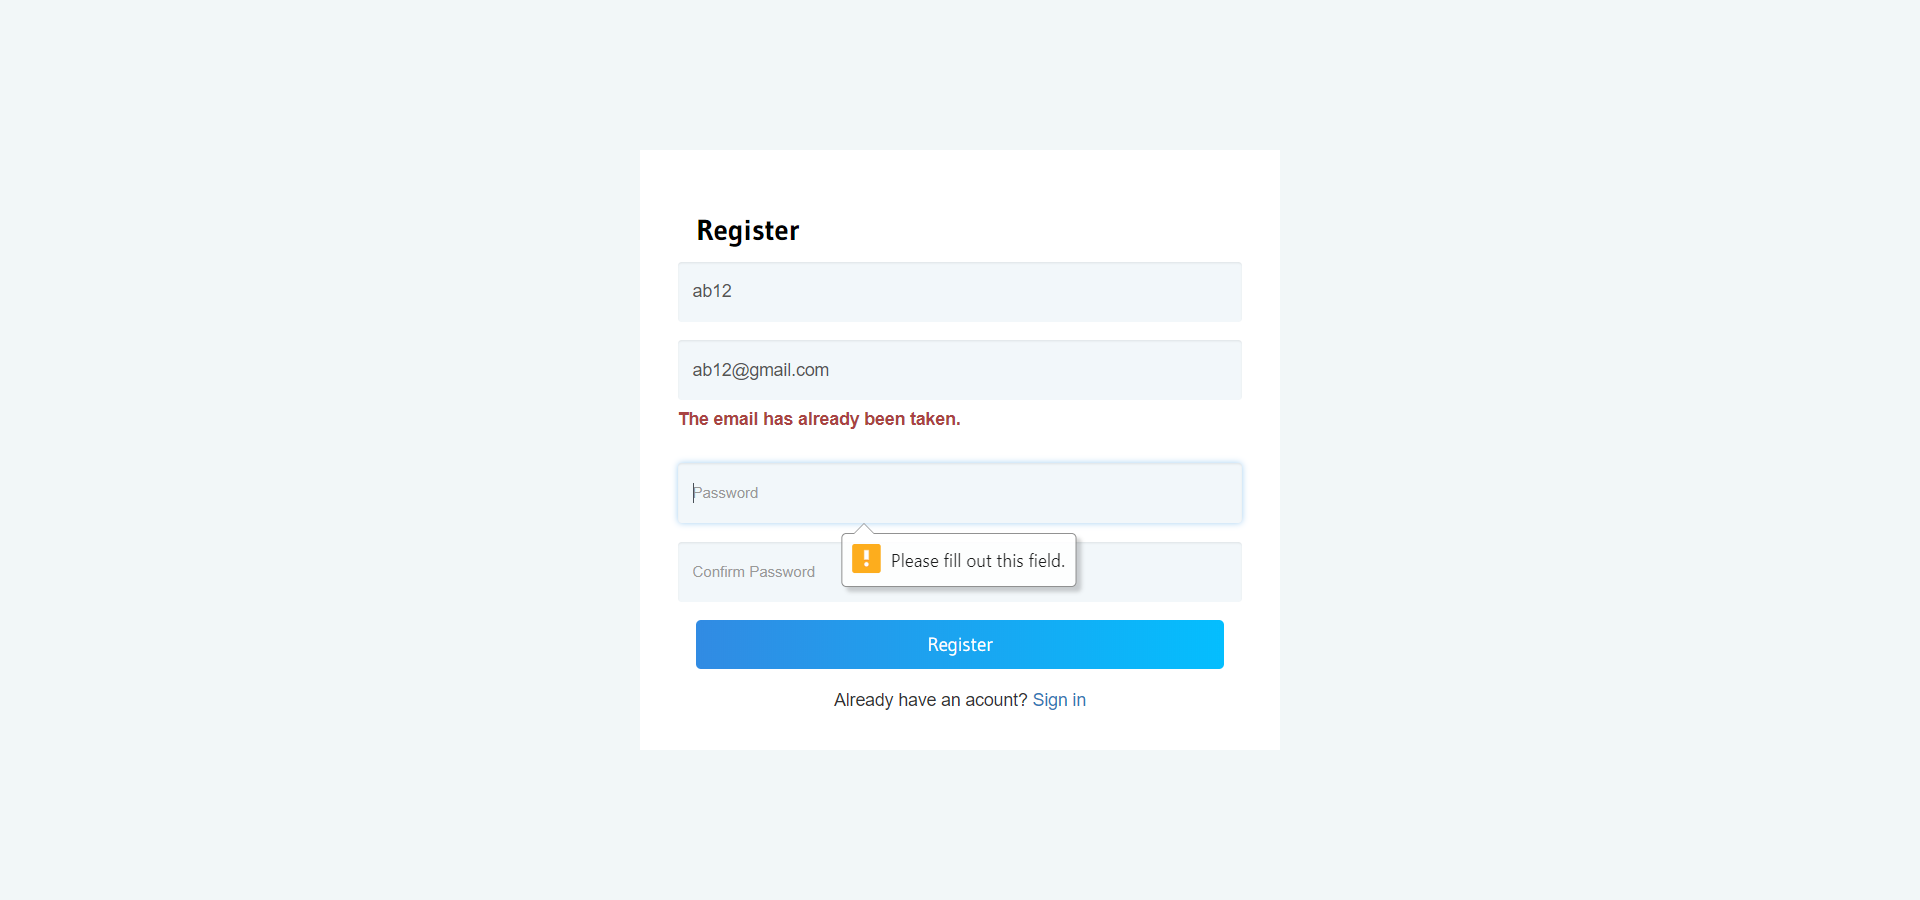 Register
ab12
ab12@gmail.com
The email has already been taken.
Password
Please fill out this field.
Confirm Password
Register
Already have an acount? Sign in